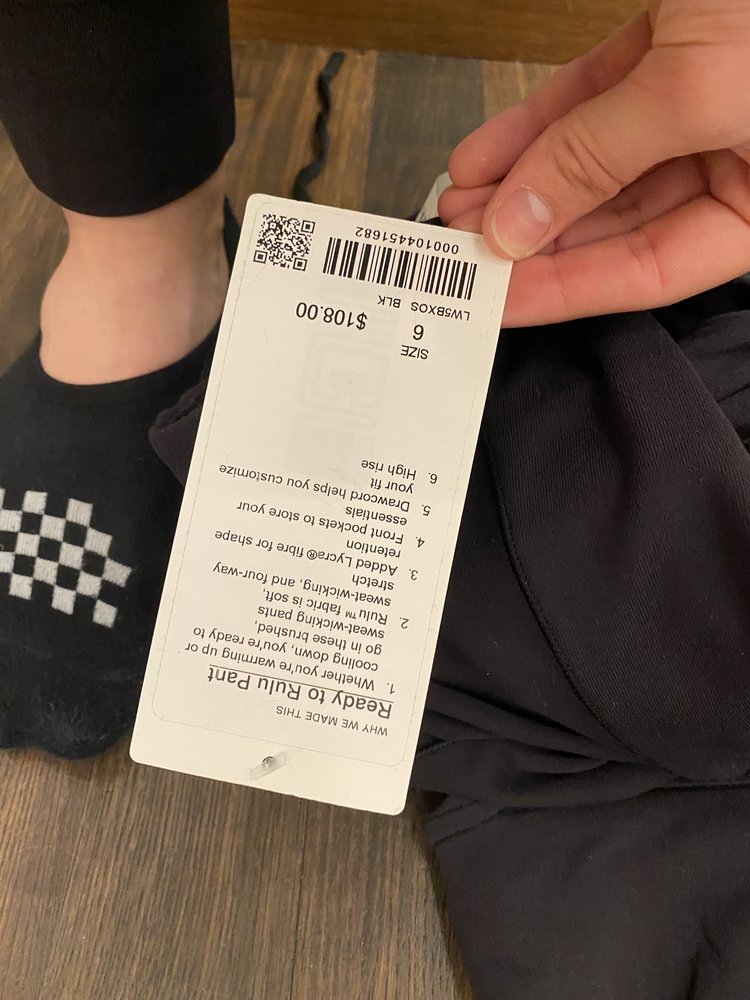 WHY WE MADE THIS
Ready to Rulu Pant
1. Whether you're warming up or
cooling down, you're ready to
go in these brushed,
sweat-wicking pants
2. Rulu™ fabric is soft,
sweat-wicking, and four-way
stretch
3. Added Lycra® fibre for shape
retention
4. Front pockets to store your
essentials
5. Drawcord helps you customize
your fit
6. High rise
SIZE
6
$108.00
LW5BXOS BLK
000104451682